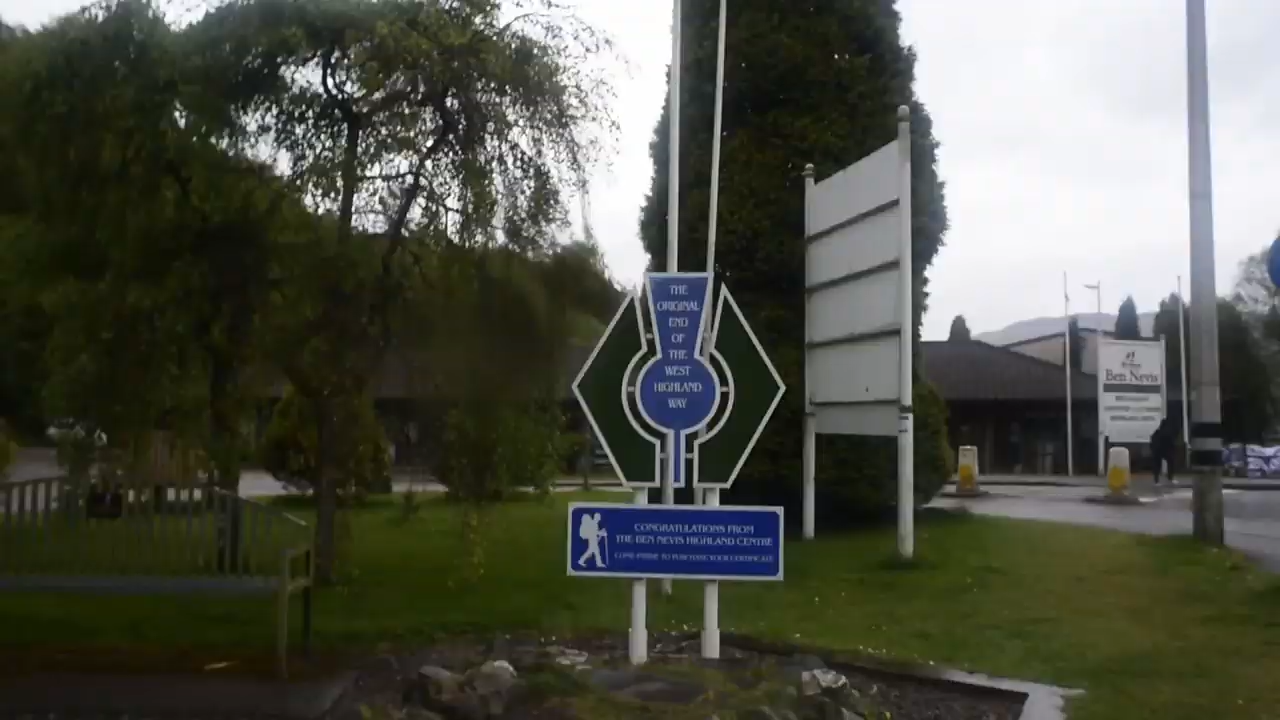 THE
ORIGINAL
END
OF
THE
WEST
HIGHLAND
WAY
CONGRATULATIONS FROM
THE BEN NEVIS HIGHLAND CENTRE
COME INSIDE TO PURCHASE YOUR CERTIFICATE
Ben Nevis